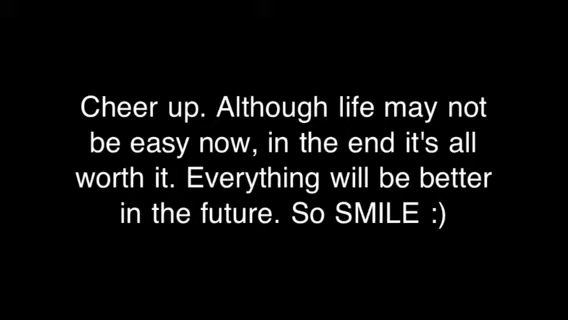 Cheer up. Although life may not
be easy now, in the end it's all
worth it. Everything will be better
in the future. So SMILE :)